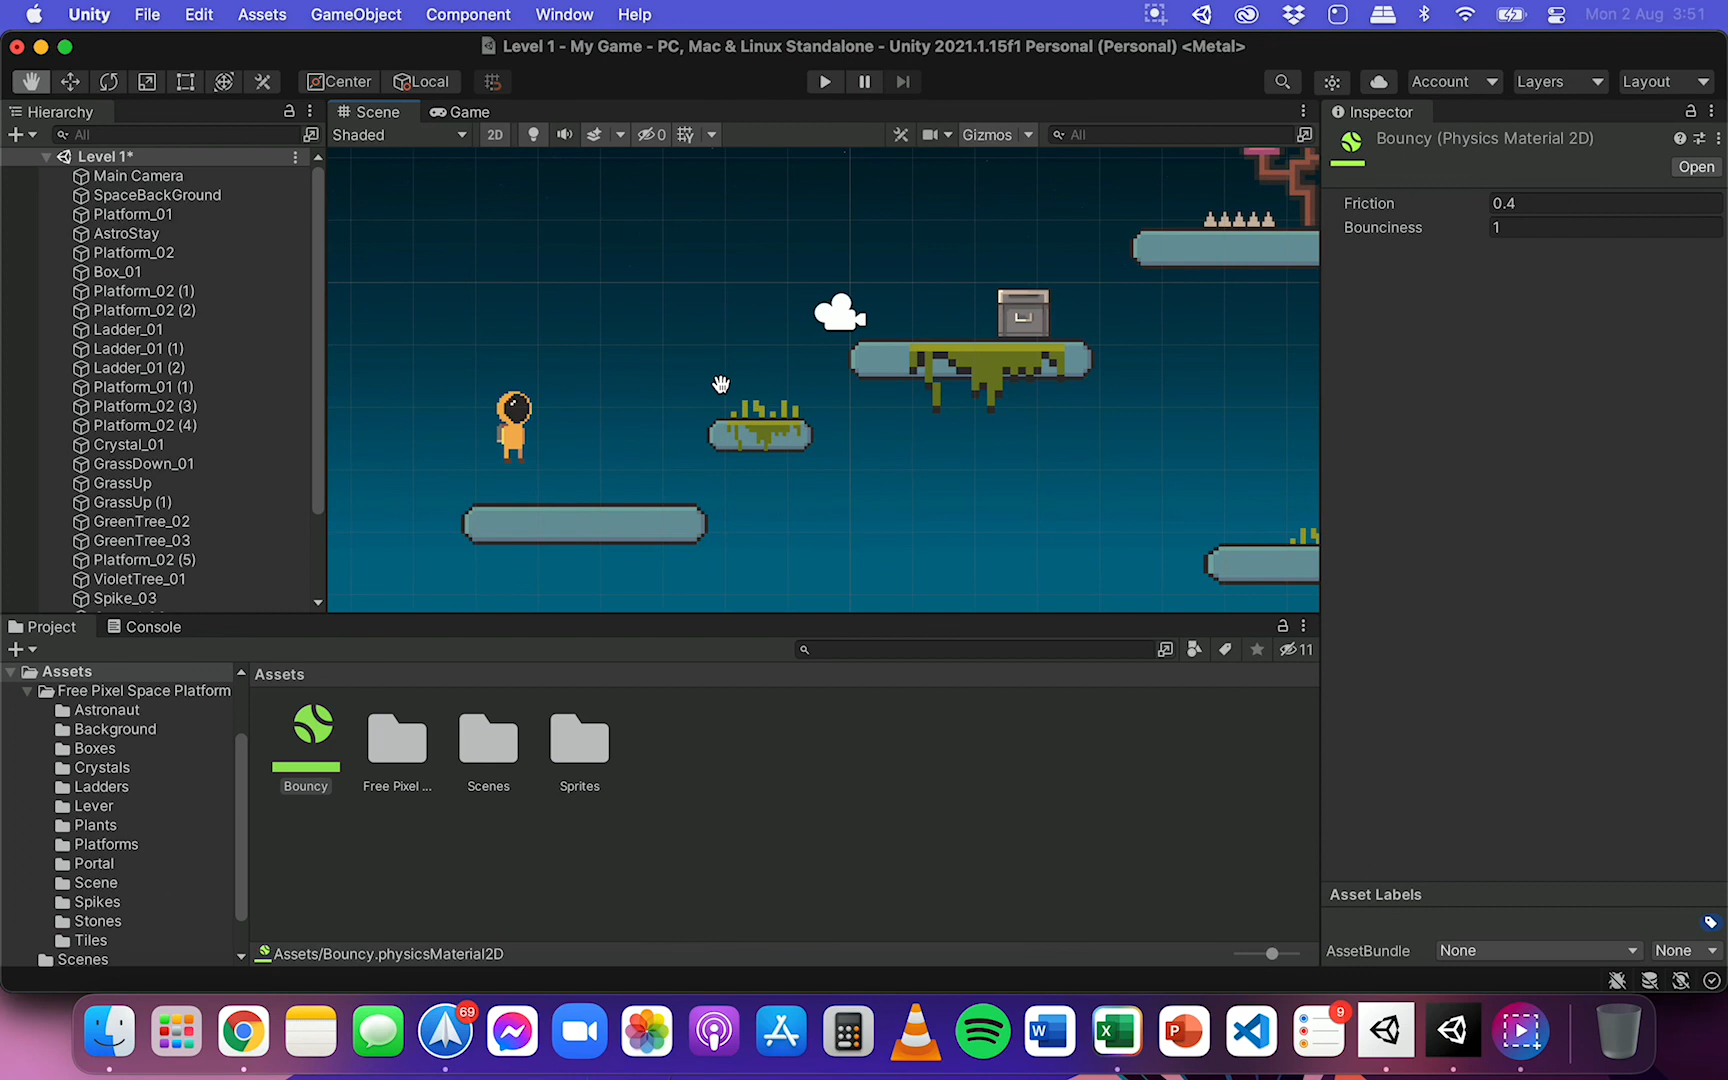 Unity File Edit Assets GameObject Component Window Help Mon 2 Aug 3:51
Level 1 - My Game - PC, Mac & Linux Standalone - Unity 2021.1.15f1 Personal (Personal) <Metal>
Center Local Account Layers Layout
Hierarchy Scene Game Inspector
All Shaded 2D 0 Gizmos All Bouncy (Physics Material 2D)
Open
Level 1*
Main Camera
SpaceBackGround
Friction 0.4
Platform_01
Bounciness 1
AstroStay
Platform_02
Box_01
Platform_02 (1)
Platform_02 (2)
Ladder_01
Ladder_01 (1)
Ladder_01 (2)
Platform_01 (1)
Platform_02 (3)
Platform_02 (4)
Crystal_01
GrassDown_01
GrassUp
GrassUp (1)
GreenTree_02
GreenTree_03
Platform_02 (5)
VioletTree_01
Spike_03
Project Console
11
Assets
Free Pixel Space Platform
Astronaut
Background
Boxes
Crystals
Ladders
Lever
Plants
Platforms
Portal
Scene
Spikes
Stones
Tiles
Scenes
Assets
Bouncy Free Pixel ... Scenes Sprites
Assets/Bouncy.physicsMaterial2D
Asset Labels
AssetBundle None None
69 W X P 9